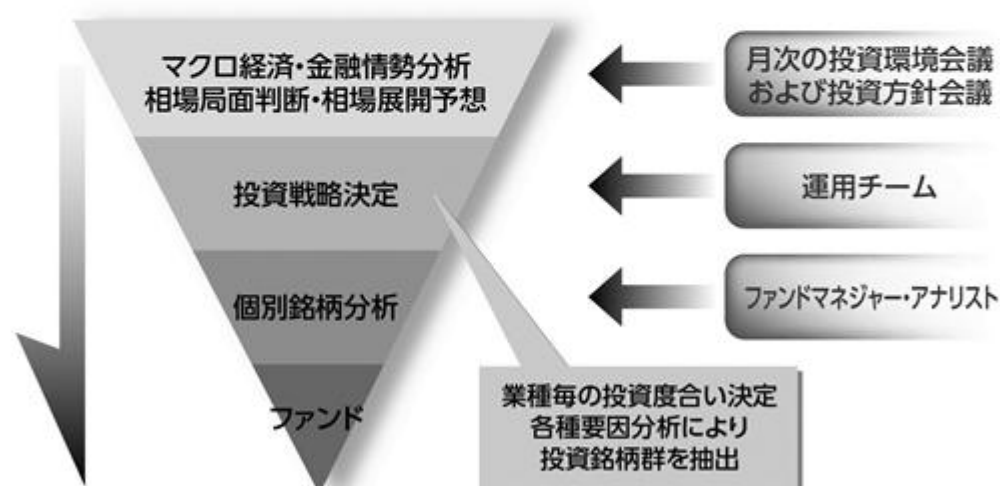 マクロ経済・金融情勢分析
相場局面判断・相場展開予想
月次の投資環境会議
および投資方針会議
投資戦略決定
運用チーム
個別銘柄分析
ファンドマネジャー・アナリスト
ファンド
業種毎の投資度合い決定
各種要因分析により
投資銘柄群を抽出